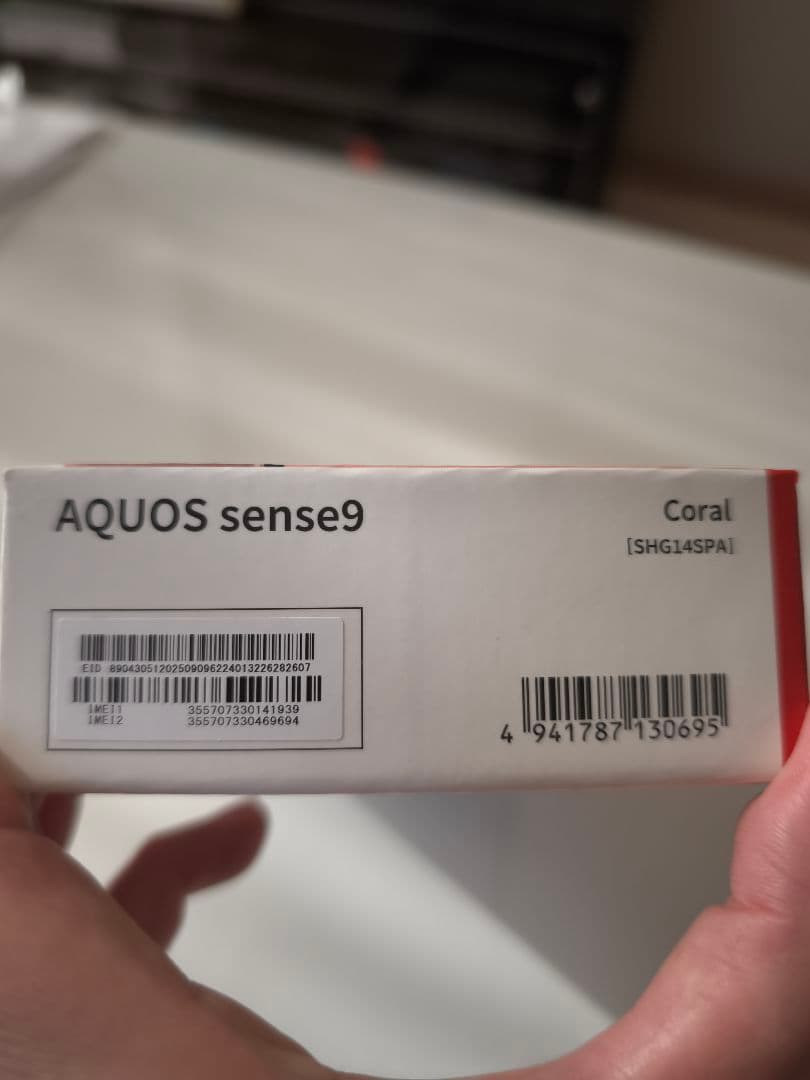 AQUOS sense9
Coral
[SHG14SPA]
EID 89043051202509096224013226282607
IMEI1 355707330141939
IMEI2 355707330469694
4 941787 130695